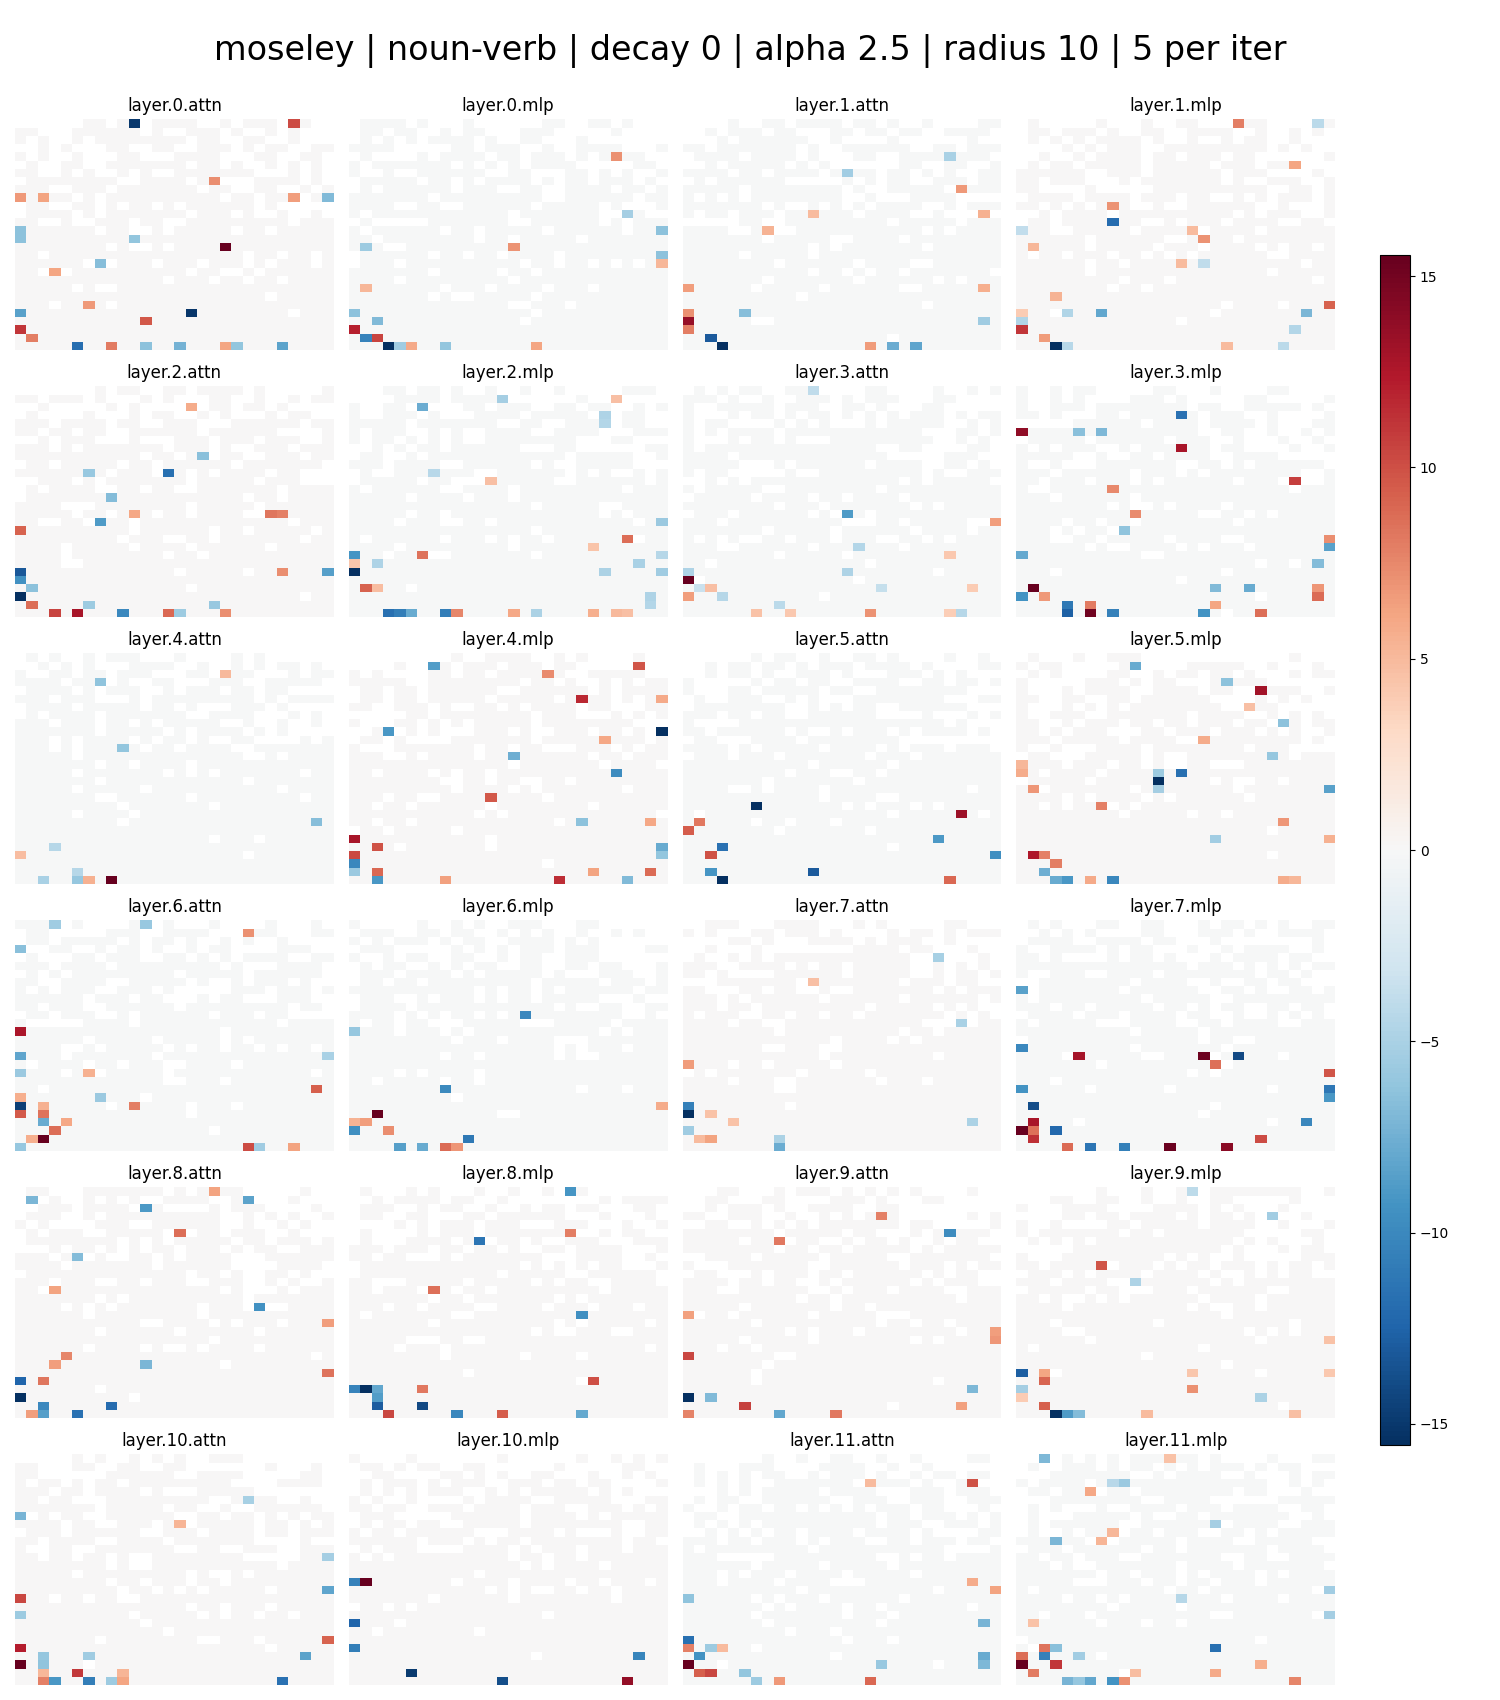 moseley | noun-verb | decay 0 | alpha 2.5 | radius 10 | 5 per iter
layer.0.attn layer.0.mlp layer.1.attn layer.1.mlp
layer.2.attn layer.2.mlp layer.3.attn layer.3.mlp
layer.4.attn layer.4.mlp layer.5.attn layer.5.mlp
layer.6.attn layer.6.mlp layer.7.attn layer.7.mlp
layer.8.attn layer.8.mlp layer.9.attn layer.9.mlp
layer.10.attn layer.10.mlp layer.11.attn layer.11.mlp
15
10
5
0
−5
−10
−15